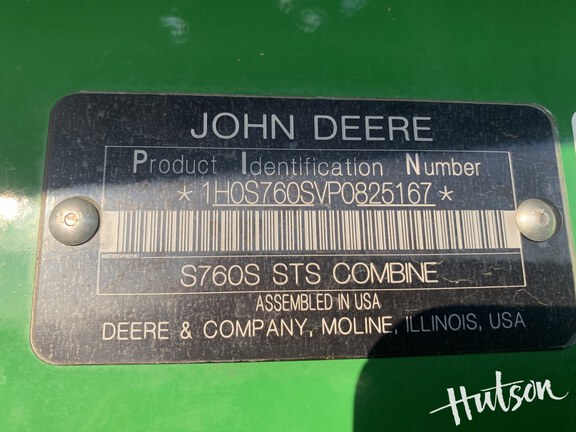 JOHN DEERE
Product Identification Number
*1H0S760SVP0825167*
S760S STS COMBINE
ASSEMBLED IN USA
DEERE & COMPANY, MOLINE, ILLINOIS, USA
Hutson